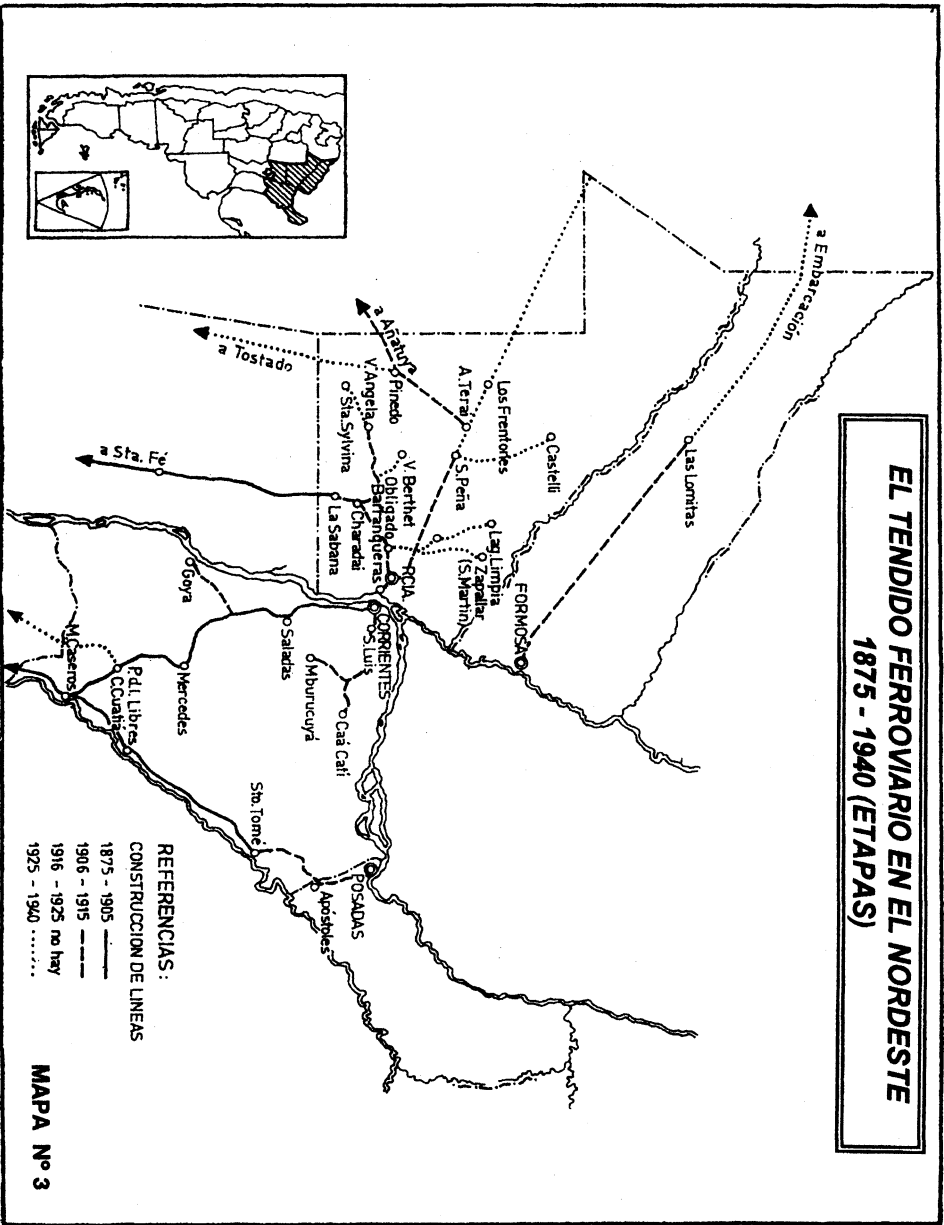 EL TENDIDO FERROVIARIO EN EL NORDESTE
1875 - 1940 (ETAPAS)
a Embarcación
Las Lomitas
FORMOSA
Castelli
Los Frentones
A.Terai
S.Peña
Lag.Limpia
Zapallar
(S.Martin)
a Añatuya
Pinedo
V.Angela
Sta.Sylvina
V. Berthet
Obligado
Barranqueras
RCIA.
Charadai
La Sabana
a Tostado
a Sta. Fé
CORRIENTES
S.Luis
Caá Cati
Mburucuyá
Saladas
Goya
Mercedes
P.d.l. Libres
C.Cuatiá
M.Caseros
Sto.Tomé
POSADAS
Apóstoles
REFERENCIAS:
CONSTRUCCION DE LINEAS
1875 - 1905
1906 - 1915
1916 - 1925 no hay
1925 - 1940
MAPA Nº 3